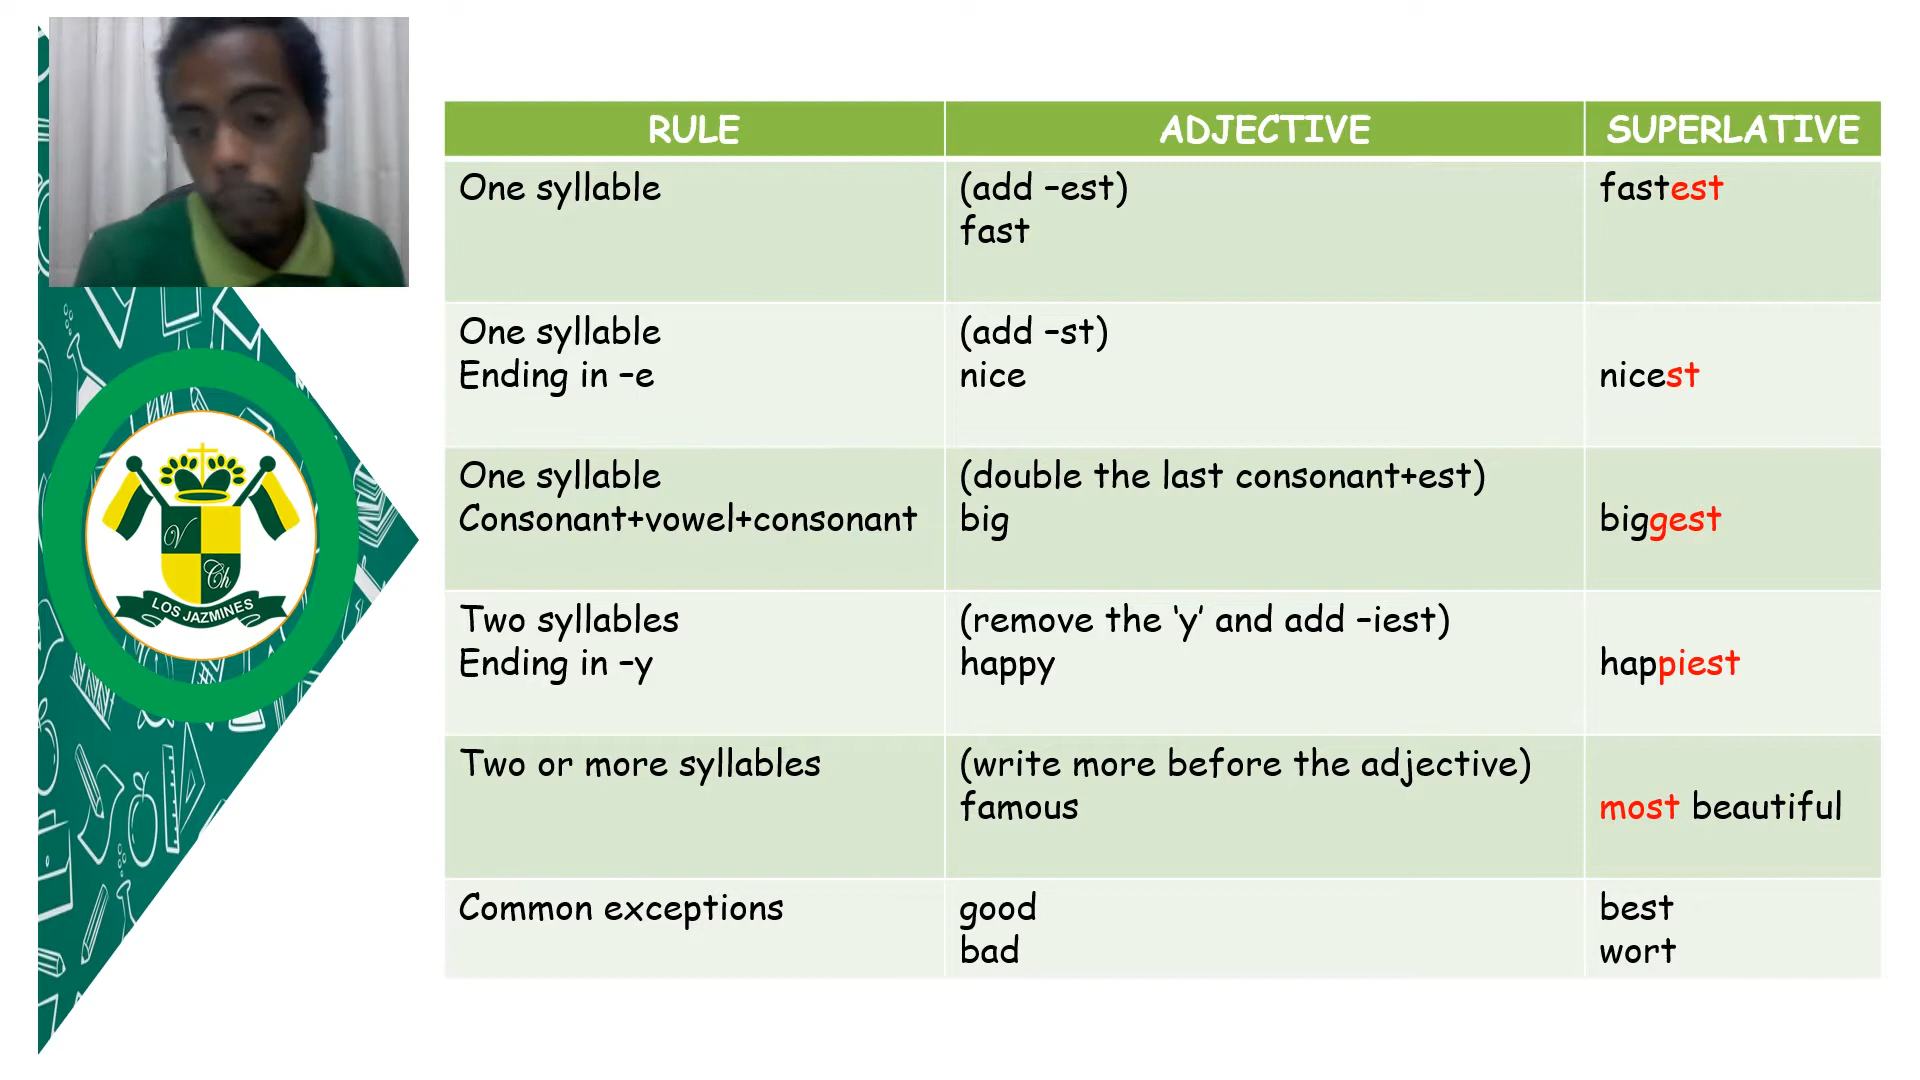 RULE ADJECTIVE SUPERLATIVE
One syllable (add –est) fastest
fast
One syllable (add –st)
Ending in –e nice nicest
One syllable (double the last consonant+est)
Consonant+vowel+consonant big biggest
Two syllables (remove the ‘y’ and add –iest)
Ending in –y happy happiest
Two or more syllables (write more before the adjective)
famous most beautiful
Common exceptions good best
bad wort
V
Ch
LOS JAZMINES